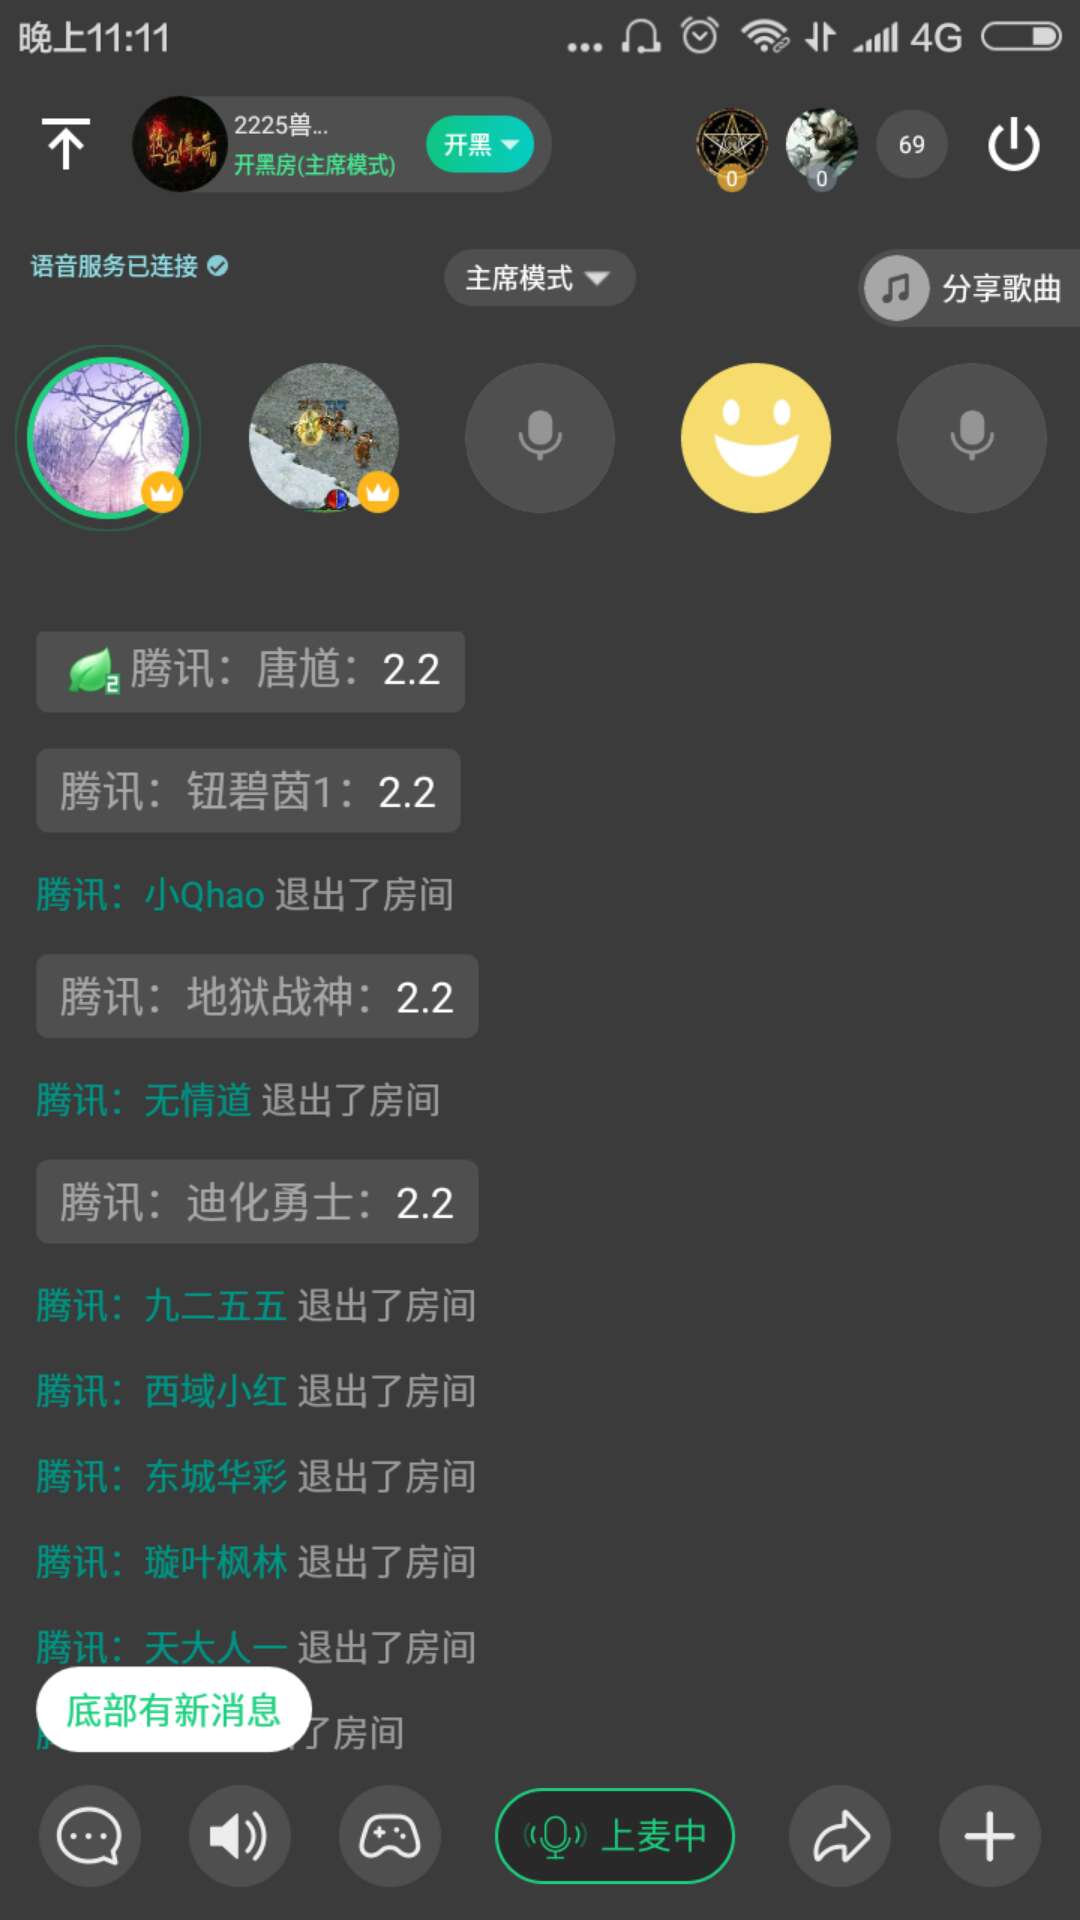 晚上11:11
4G
热血传奇
2225兽...
开黑房(主席模式)
开黑
0
0
69
语音服务已连接
主席模式
分享歌曲
2 腾讯：唐馗：2.2
腾讯：钮碧茵1：2.2
腾讯：小Qhao 退出了房间
腾讯：地狱战神：2.2
腾讯：无情道 退出了房间
腾讯：迪化勇士：2.2
腾讯：九二五五 退出了房间
腾讯：西域小红 退出了房间
腾讯：东城华彩 退出了房间
腾讯：璇叶枫林 退出了房间
腾讯：天大人一 退出了房间
底部有新消息
了房间
上麦中